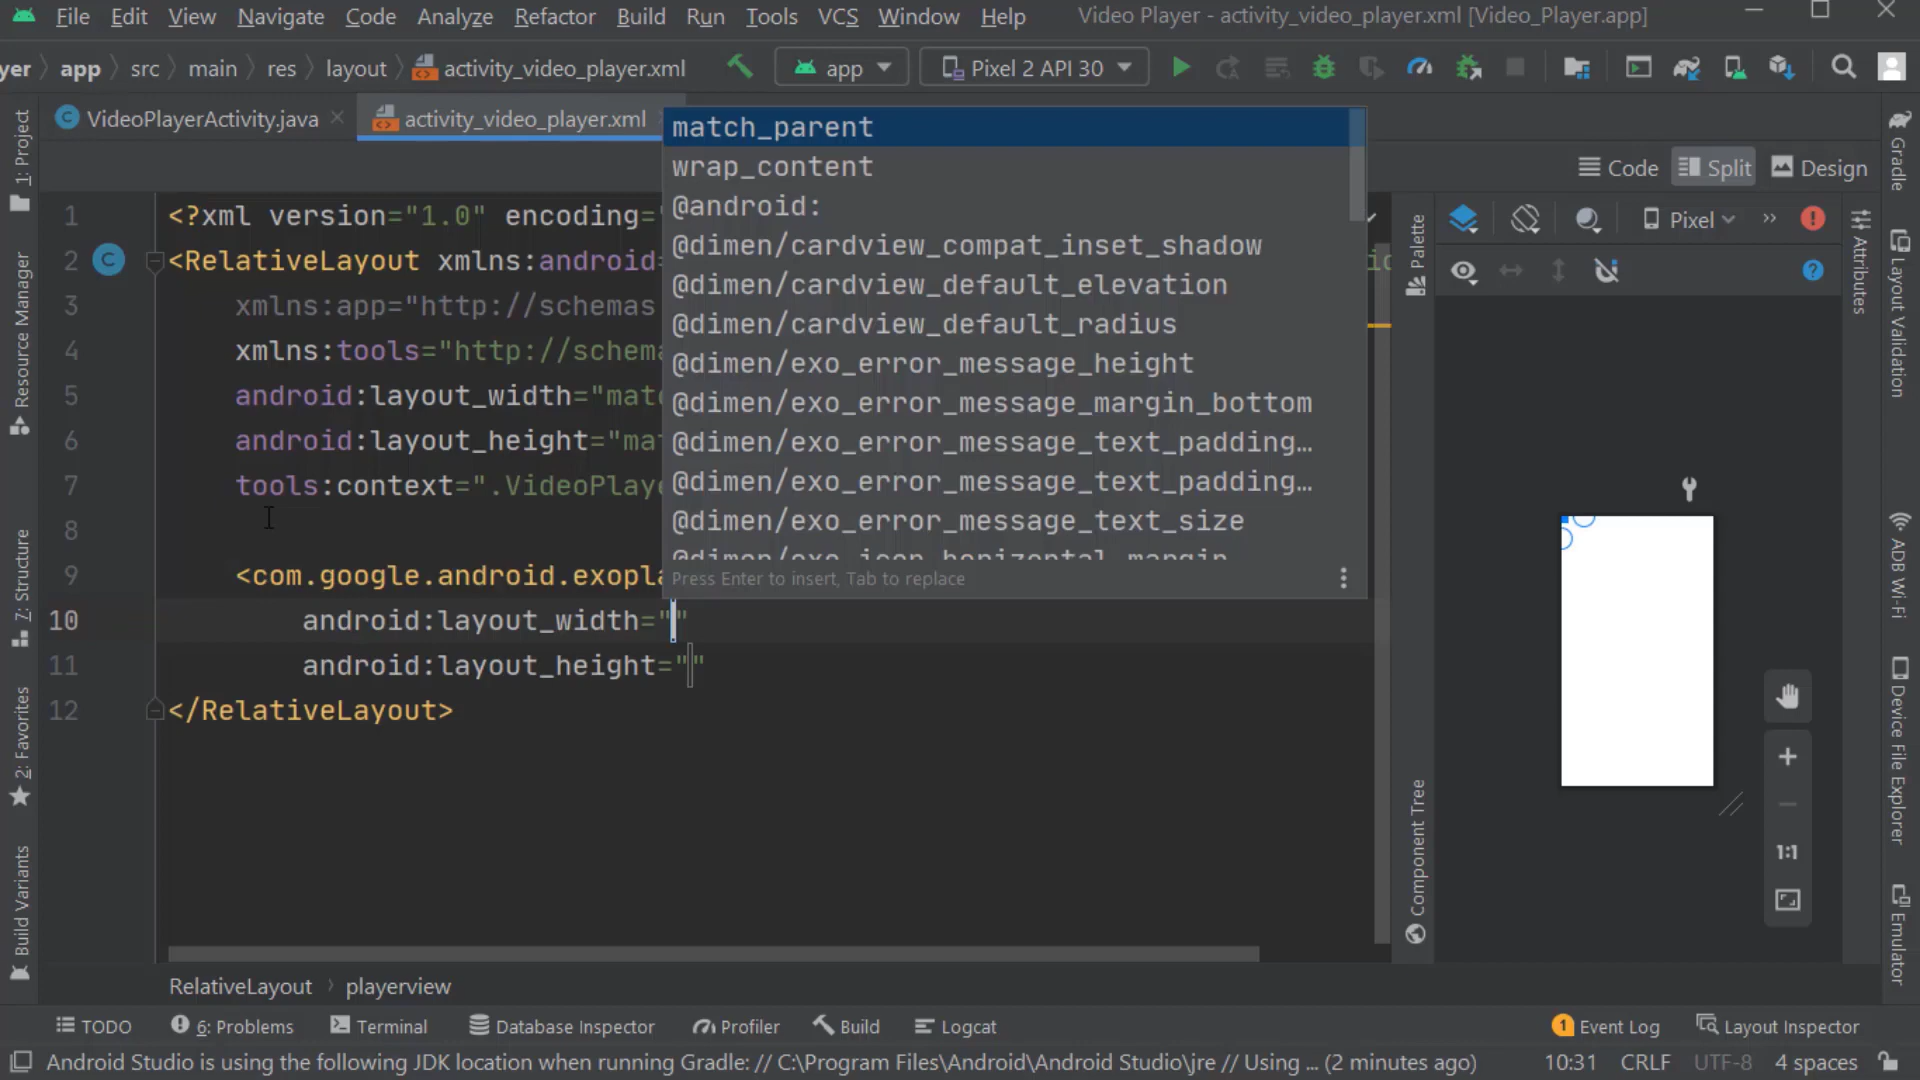 File Edit View Navigate Code Analyze Refactor Build Run Tools VCS Window Help Video Player - activity_video_player.xml [Video_Player.app]
yer app src main res layout activity_video_player.xml app Pixel 2 API 30
VideoPlayerActivity.java activity_video_player.xml
Code Split Design
Pixel
match_parent
wrap_content
@android:
@dimen/cardview_compat_inset_shadow
@dimen/cardview_default_elevation
@dimen/cardview_default_radius
@dimen/exo_error_message_height
@dimen/exo_error_message_margin_bottom
@dimen/exo_error_message_text_padding…
@dimen/exo_error_message_text_padding…
@dimen/exo_error_message_text_size
Press Enter to insert, Tab to replace
1 <?xml version="1.0" encoding=
2 <RelativeLayout xmlns:android=
3 xmlns:app="http://schemas
4 xmlns:tools="http://schema
5 android:layout_width="matc
6 android:layout_height="mat
7 tools:context=".VideoPlaye
8
9 <com.google.android.exopla
10 android:layout_width=""
11 android:layout_height=""
12 </RelativeLayout>
1: Project
Resource Manager
7: Structure
2: Favorites
Build Variants
Palette
Component Tree
1:1
Attributes
Gradle
Layout Validation
ADB Wi-Fi
Device File Explorer
Emulator
RelativeLayout playerview
TODO 6: Problems Terminal Database Inspector Profiler Build Logcat 1 Event Log Layout Inspector
Android Studio is using the following JDK location when running Gradle: // C:\Program Files\Android\Android Studio\jre // Using ... (2 minutes ago) 10:31 CRLF UTF-8 4 spaces